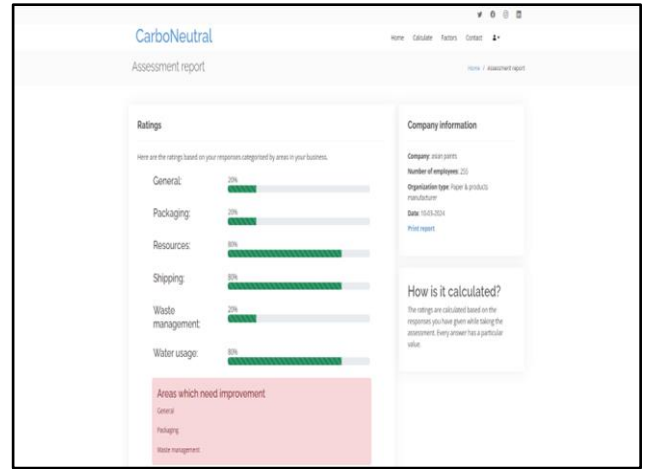 CarboNeutral
Home Calculate Factors Contact
Assessment report
Home / Assessment report
Ratings
Here are the ratings based on your responses categorised by areas in your business.
General: 20%
Packaging: 20%
Resources: 80%
Shipping: 80%
Waste management: 20%
Water usage: 80%
Areas which need improvement
General
Packaging
Waste management
Company information
Company: asian paints
Number of employees: 255
Organization type: Paper & products
manufacturer
Date: 10-03-2024
Print report
How is it calculated?
The ratings are calculated based on the
responses you have given while taking the
assessment. Every answer has a particular
value.